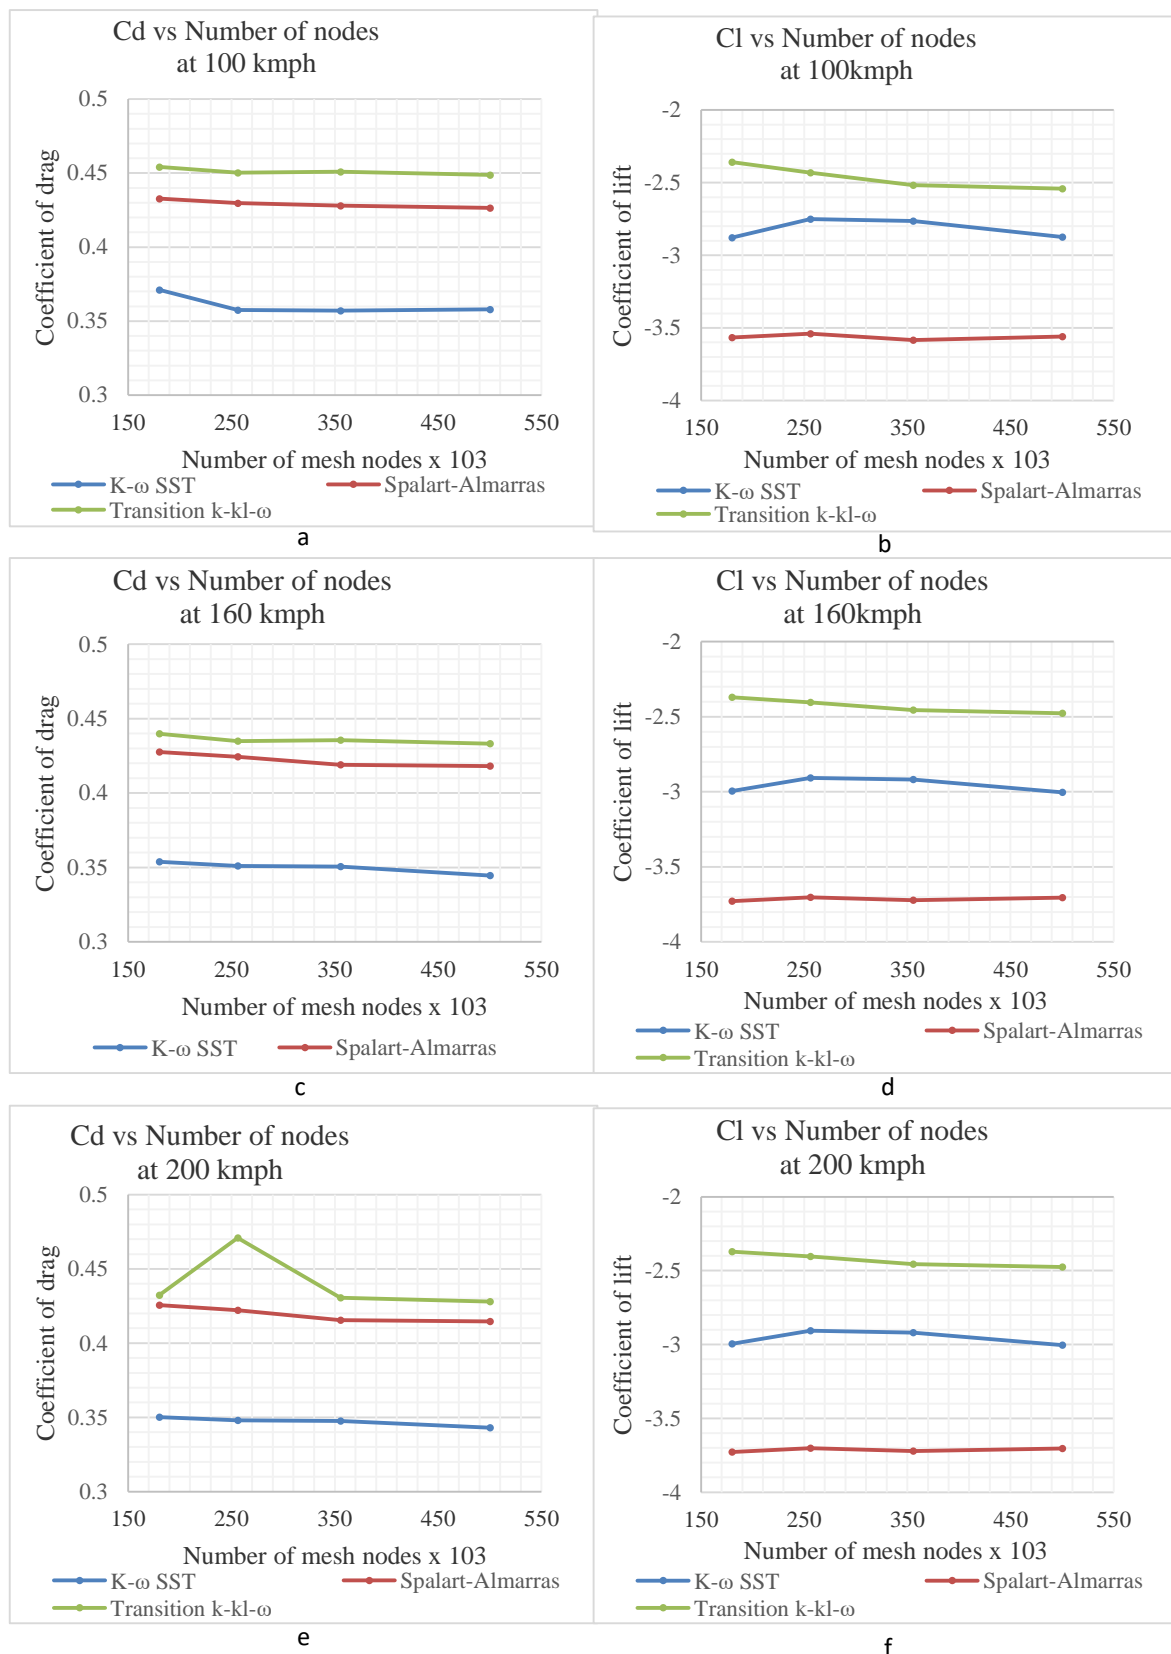 Cd vs Number of nodes
at 100 kmph
0.5
0.45
0.4
0.35
0.3
Coefficient of drag
150 250 350 450 550
Number of mesh nodes x 103
K-ω SST Spalart-Almarras
Transition k-kl-ω
a
Cl vs Number of nodes
at 100kmph
-2
-2.5
-3
-3.5
-4
Coefficient of lift
150 250 350 450 550
Number of mesh nodes x 103
K-ω SST Spalart-Almarras
Transition k-kl-ω
b
Cd vs Number of nodes
at 160 kmph
0.5
0.45
0.4
0.35
0.3
Coefficient of drag
150 250 350 450 550
Number of mesh nodes x 103
K-ω SST Spalart-Almarras
c
Cl vs Number of nodes
at 160kmph
-2
-2.5
-3
-3.5
-4
Coefficient of lift
150 250 350 450 550
Number of mesh nodes x 103
K-ω SST Spalart-Almarras
Transition k-kl-ω
d
Cd vs Number of nodes
at 200 kmph
0.5
0.45
0.4
0.35
0.3
Coefficient of drag
150 250 350 450 550
Number of mesh nodes x 103
K-ω SST Spalart-Almarras
Transition k-kl-ω
e
Cl vs Number of nodes
at 200 kmph
-2
-2.5
-3
-3.5
-4
Coefficient of lift
150 250 350 450 550
Number of mesh nodes x 103
K-ω SST Spalart-Almarras
Transition k-kl-ω
f